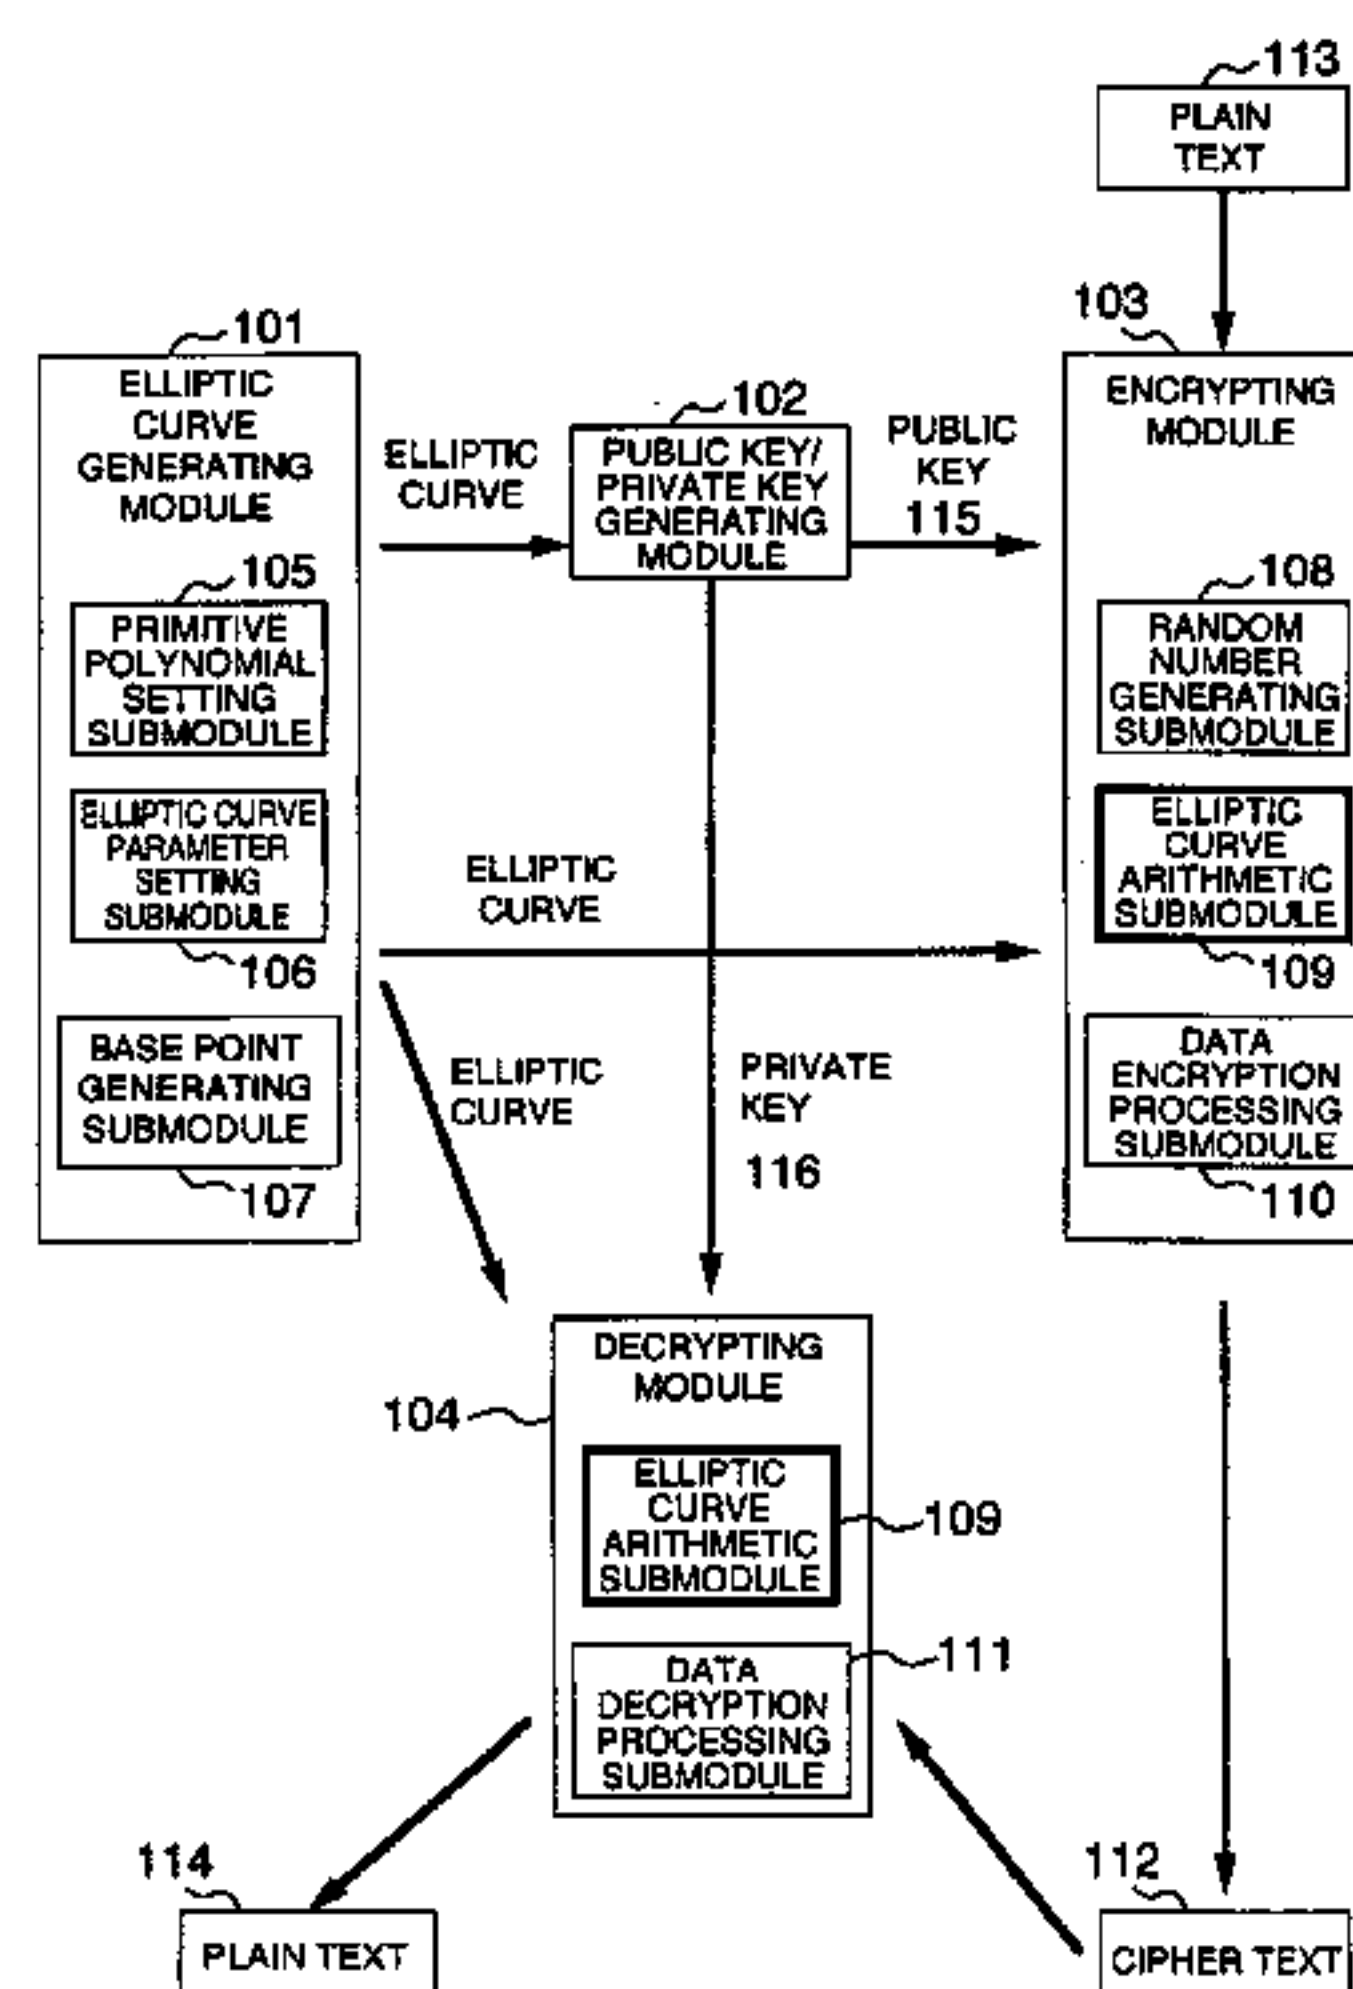 113
PLAIN
TEXT
101
ELLIPTIC
CURVE
GENERATING
MODULE
105
PRIMITIVE
POLYNOMIAL
SETTING
SUBMODULE
ELLIPTIC CURVE
PARAMETER
SETTING
SUBMODULE
106
BASE POINT
GENERATING
SUBMODULE
107
ELLIPTIC
CURVE
102
PUBLIC KEY/
PRIVATE KEY
GENERATING
MODULE
PUBLIC
KEY
115
ELLIPTIC
CURVE
ELLIPTIC
CURVE
PRIVATE
KEY
116
103
ENCRYPTING
MODULE
108
RANDOM
NUMBER
GENERATING
SUBMODULE
ELLIPTIC
CURVE
ARITHMETIC
SUBMODULE
109
DATA
ENCRYPTION
PROCESSING
SUBMODULE
110
DECRYPTING
MODULE
104
ELLIPTIC
CURVE
ARITHMETIC
SUBMODULE
109
111
DATA
DECRYPTION
PROCESSING
SUBMODULE
114
PLAIN TEXT
112
CIPHER TEXT